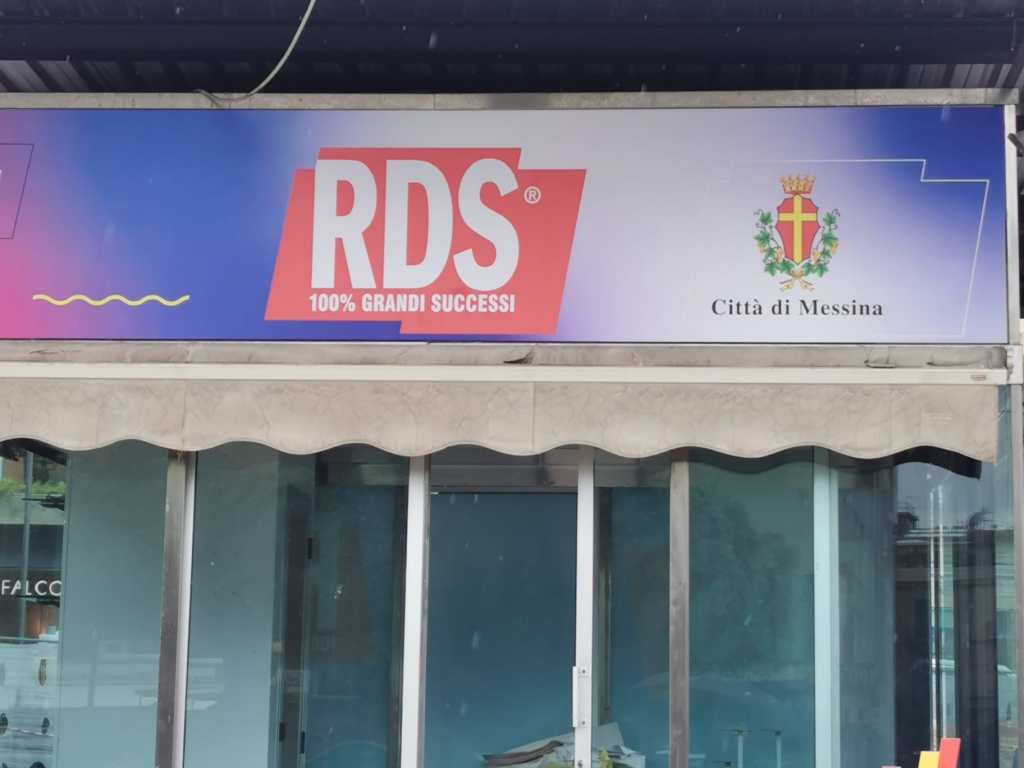 RDS®
100% GRANDI SUCCESSI
Città di Messina
FALCO